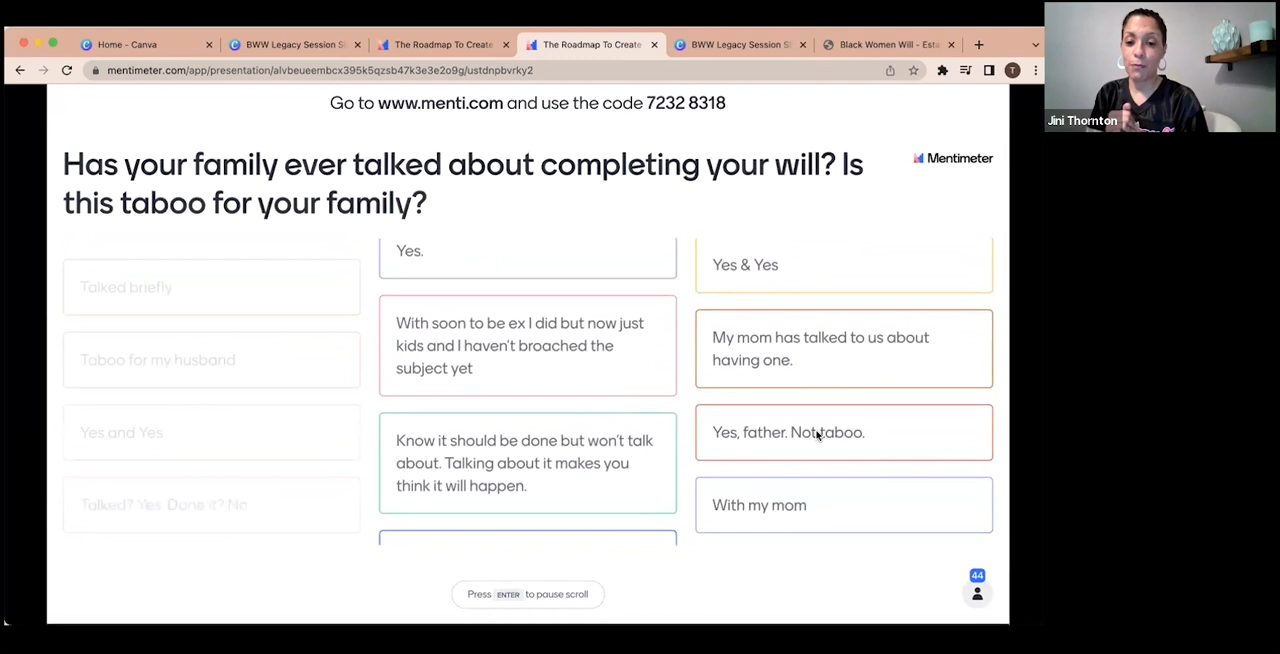 Home - Canva
BWW Legacy Session S
The Roadmap To Create
The Roadmap To Create
BWW Legacy Session S
Black Women Will - Esta
mentimeter.com/app/presentation/alvbeueembcx395k5qzsb47k3e3e2o9g/ustdnpbvrky2
T
Jini Thornton
Go to www.menti.com and use the code 7232 8318
Has your family ever talked about completing your will? Is
this taboo for your family?
Mentimeter
Talked briefly
Taboo for my husband
Yes and Yes
Talked? Yes Done it? No
Yes.
With soon to be ex I did but now just
kids and I haven't broached the
subject yet
Know it should be done but won't talk
about. Talking about it makes you
think it will happen.
Yes & Yes
My mom has talked to us about
having one.
Yes, father. Not taboo.
With my mom
Press ENTER to pause scroll
44